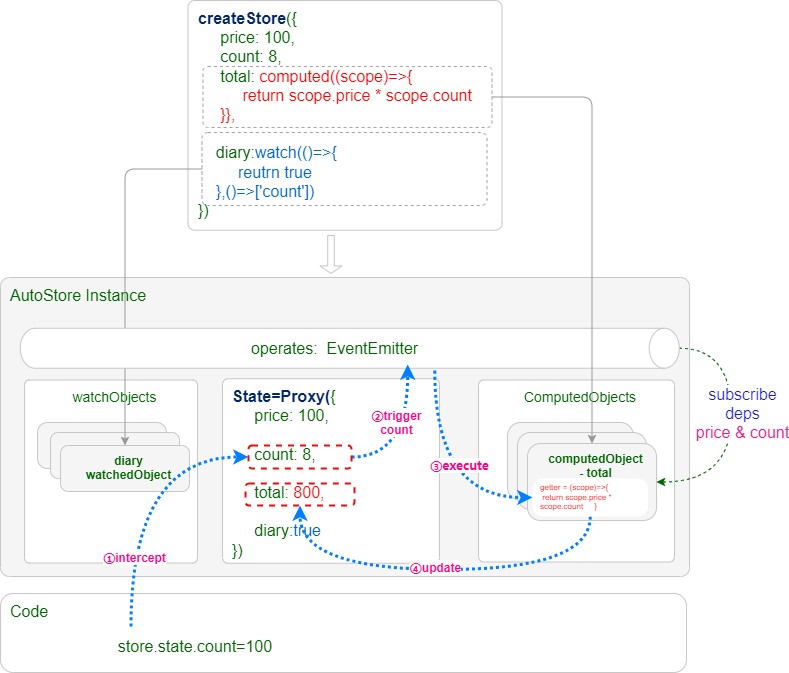 createStore({
price: 100,
count: 8,
total: computed((scope)=>{
return scope.price * scope.count
}},
diary:watch(()=>{
reutrn true
},()=>['count'])
})
AutoStore Instance
operates: EventEmitter
subscribe
deps
price & count
watchObjects
diary
watchedObject
State=Proxy({
price: 100,
count: 8,
total: 800,
diary:true
})
②trigger
count
③execute
ComputedObjects
computedObject
- total
getter = (scope)=>{
return scope.price *
scope.count }
①intercept
④update
Code
store.state.count=100